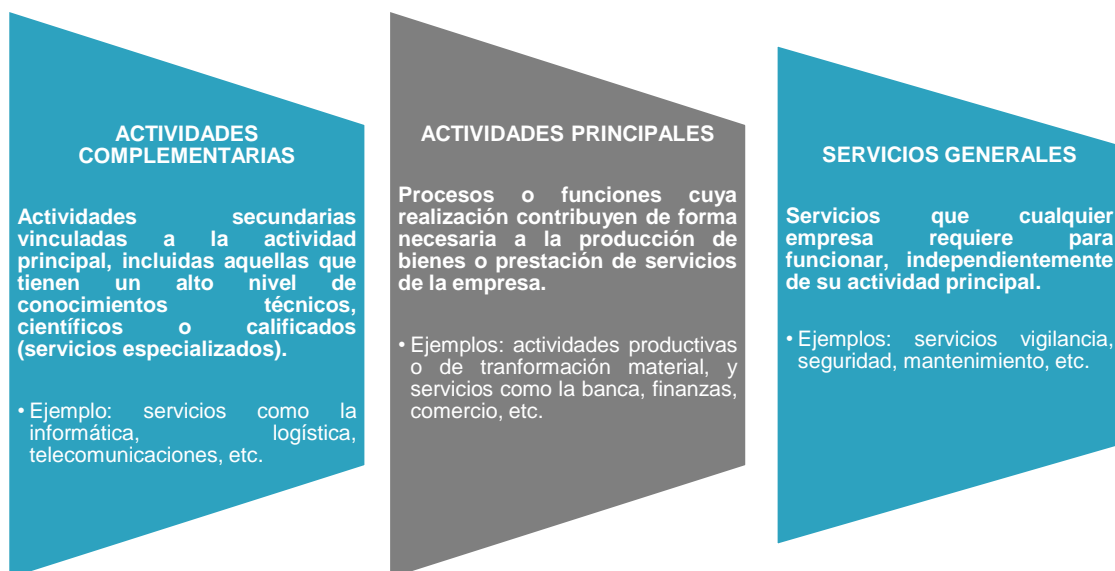 ACTIVIDADES
COMPLEMENTARIAS
Actividades secundarias
vinculadas a la actividad
principal, incluidas aquellas que
tienen un alto nivel de
conocimientos técnicos,
científicos o calificados
(servicios especializados).
• Ejemplo: servicios como la
informática, logística,
telecomunicaciones, etc.
ACTIVIDADES PRINCIPALES
Procesos o funciones cuya
realización contribuyen de forma
necesaria a la producción de
bienes o prestación de servicios
de la empresa.
• Ejemplos: actividades productivas
o de tranformación material, y
servicios como la banca, finanzas,
comercio, etc.
SERVICIOS GENERALES
Servicios que cualquier
empresa requiere para
funcionar, independientemente
de su actividad principal.
• Ejemplos: servicios vigilancia,
seguridad, mantenimiento, etc.